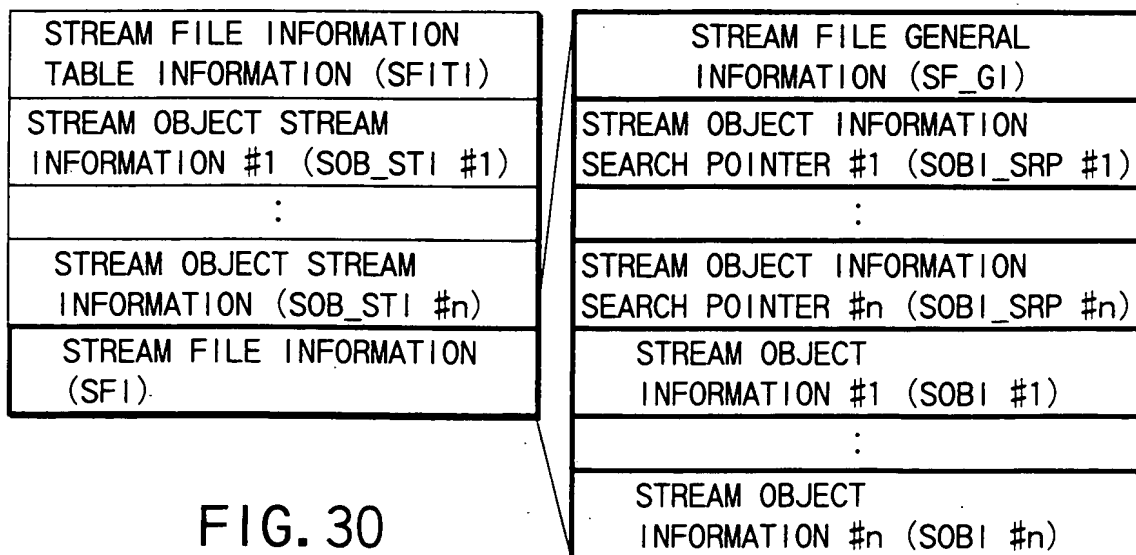 STREAM FILE INFORMATION
TABLE INFORMATION (SFITI)
STREAM OBJECT STREAM
INFORMATION #1 (SOB_STI #1)
:
STREAM OBJECT STREAM
INFORMATION (SOB_STI #n)
STREAM FILE INFORMATION
(SFI)
STREAM FILE GENERAL
INFORMATION (SF_GI)
STREAM OBJECT INFORMATION
SEARCH POINTER #1 (SOBI_SRP #1)
:
STREAM OBJECT INFORMATION
SEARCH POINTER #n (SOBI_SRP #n)
STREAM OBJECT
INFORMATION #1 (SOBI #1)
:
STREAM OBJECT
INFORMATION #n (SOBI #n)
FIG. 30